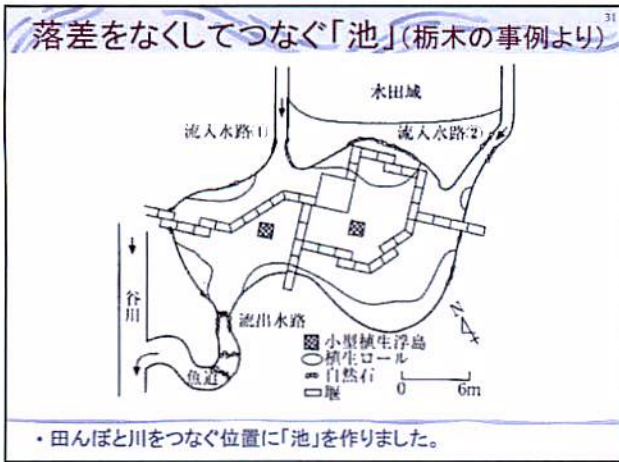 31
落差をなくしてつなぐ「池」(栃木の事例より)
水田域
流入水路(1)
流入水路(2)
谷川
流出水路
魚道
N
小型植生浮島
植生ロール
自然石
堰
0 6m
・田んぼと川をつなぐ位置に「池」を作りました。